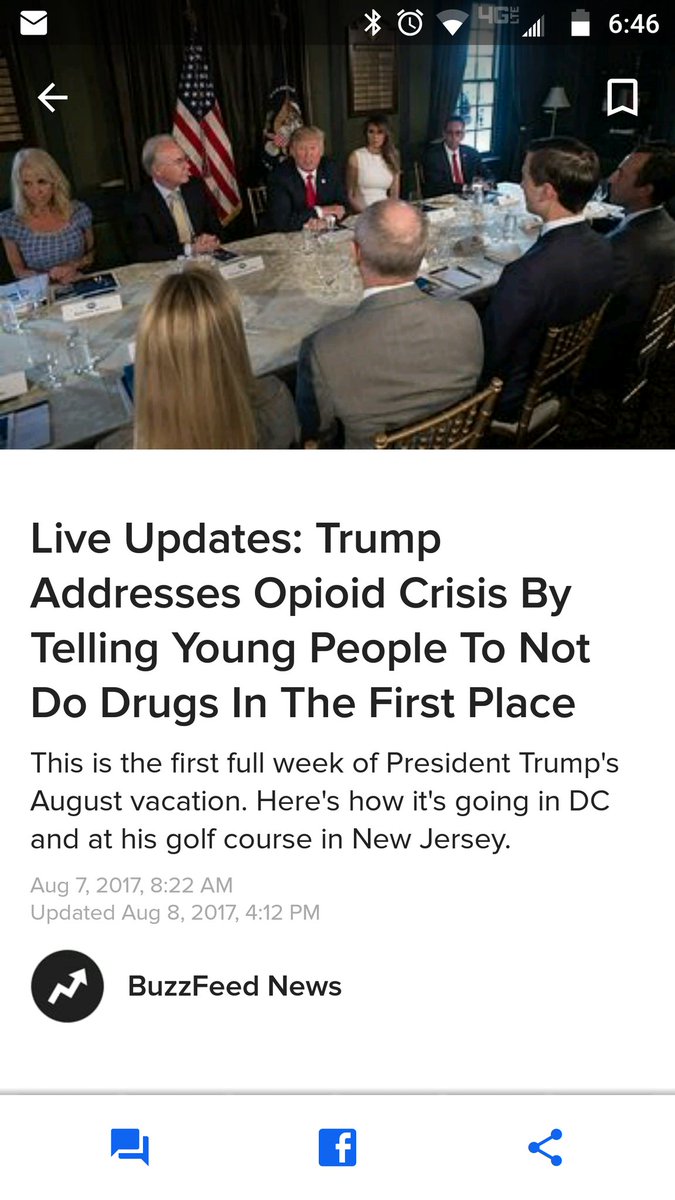 4G LTE 6:46
Live Updates: Trump
Addresses Opioid Crisis By
Telling Young People To Not
Do Drugs In The First Place
This is the first full week of President Trump's
August vacation. Here's how it's going in DC
and at his golf course in New Jersey.
Aug 7, 2017, 8:22 AM
Updated Aug 8, 2017, 4:12 PM
BuzzFeed News